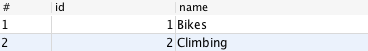 # id name
1 1 Bikes
2 2 Climbing